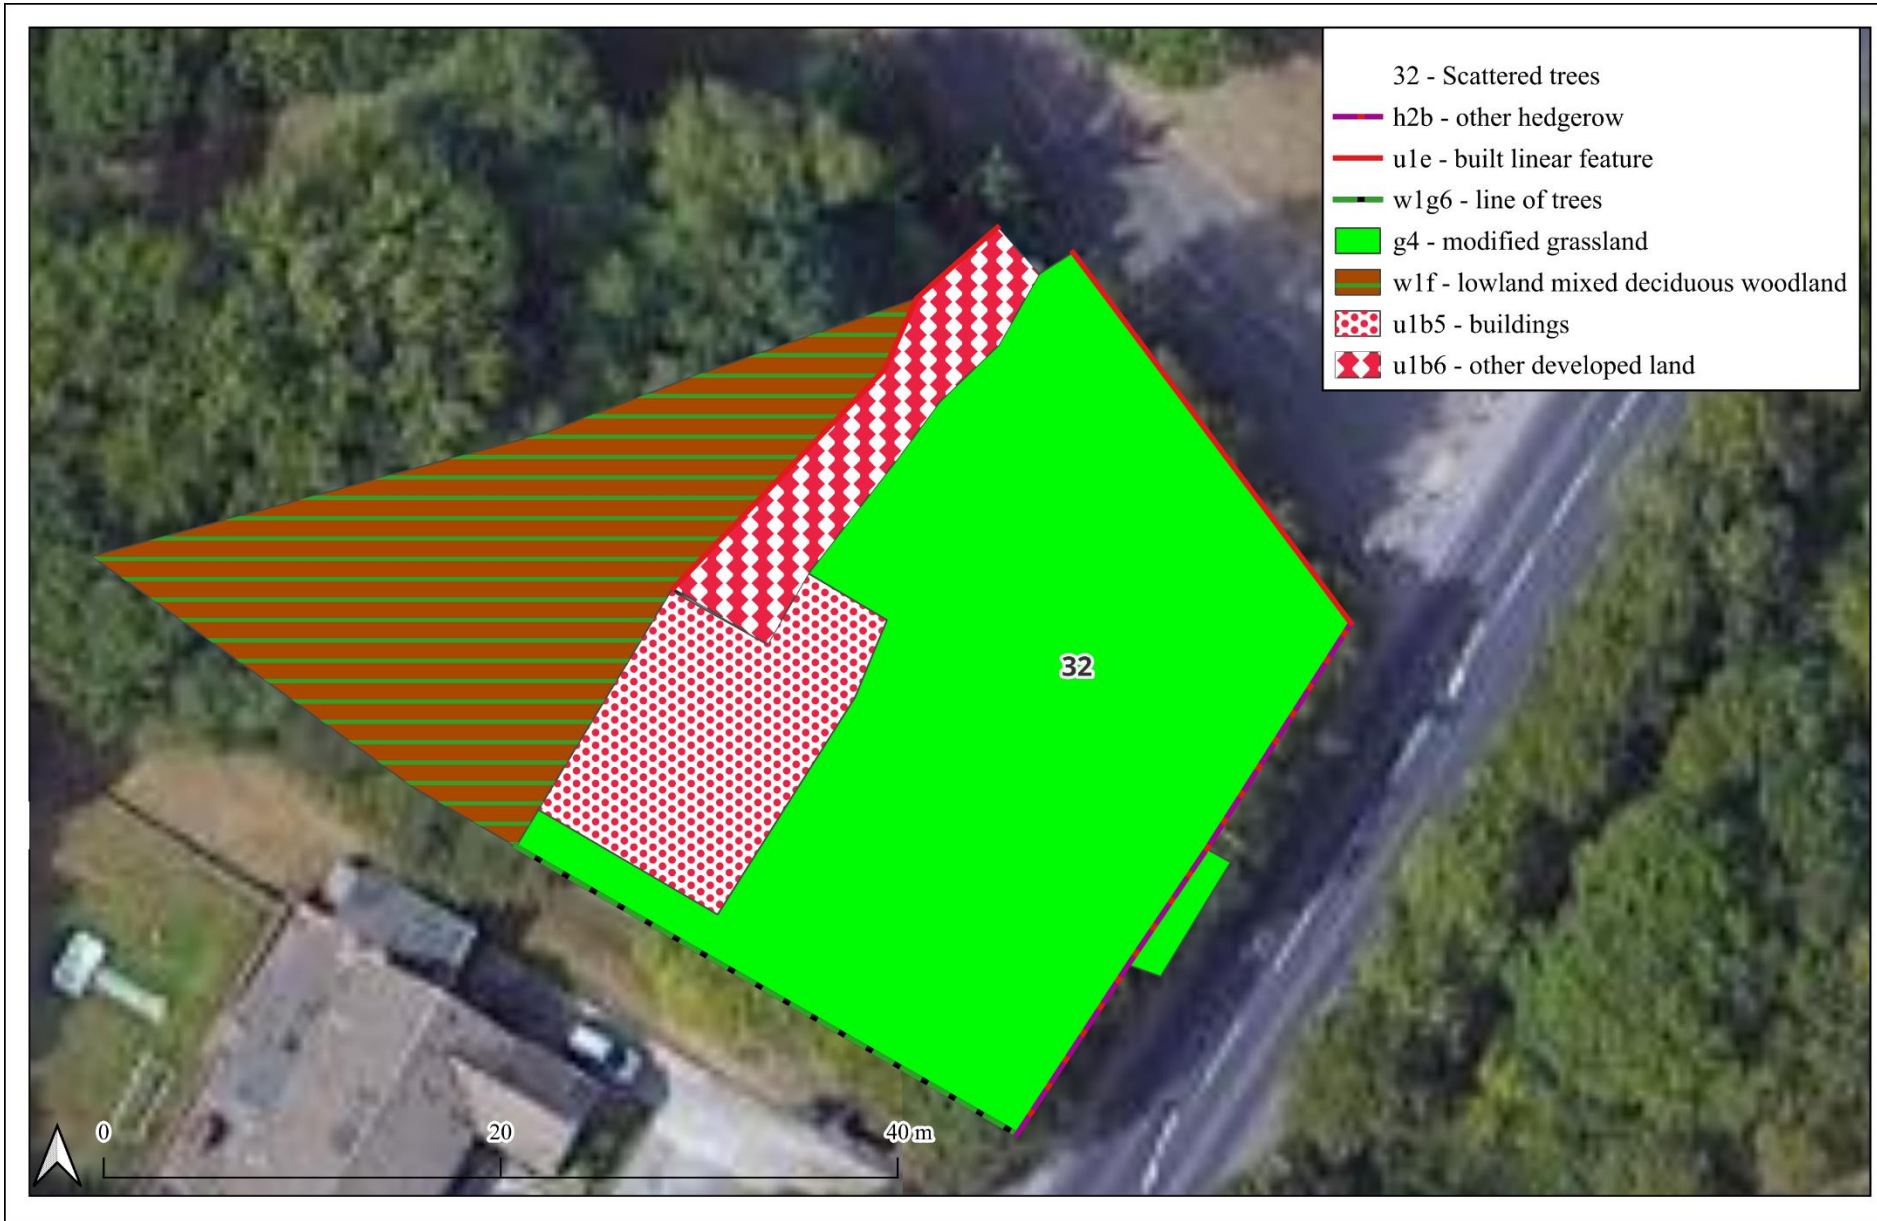 32 - Scattered trees
h2b - other hedgerow
u1e - built linear feature
w1g6 - line of trees
g4 - modified grassland
w1f - lowland mixed deciduous woodland
u1b5 - buildings
u1b6 - other developed land
32
0 20 40 m